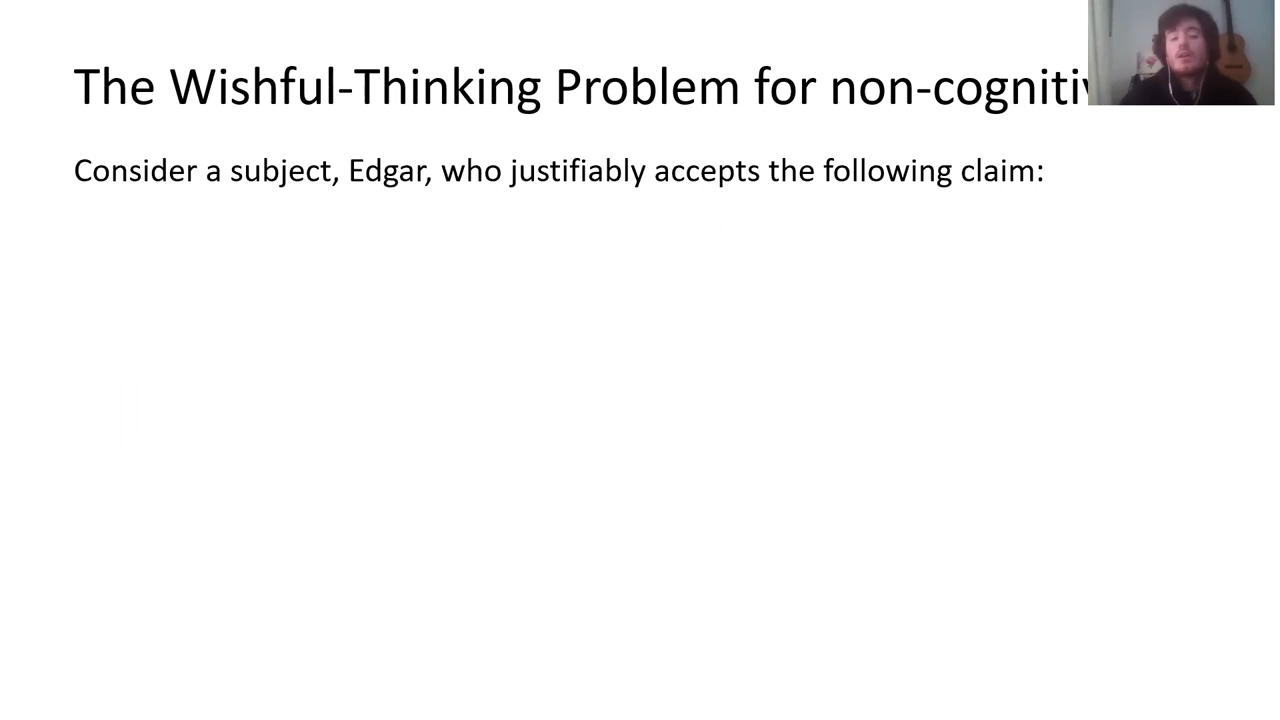 The Wishful-Thinking Problem for non-cogniti
Consider a subject, Edgar, who justifiably accepts the following claim: